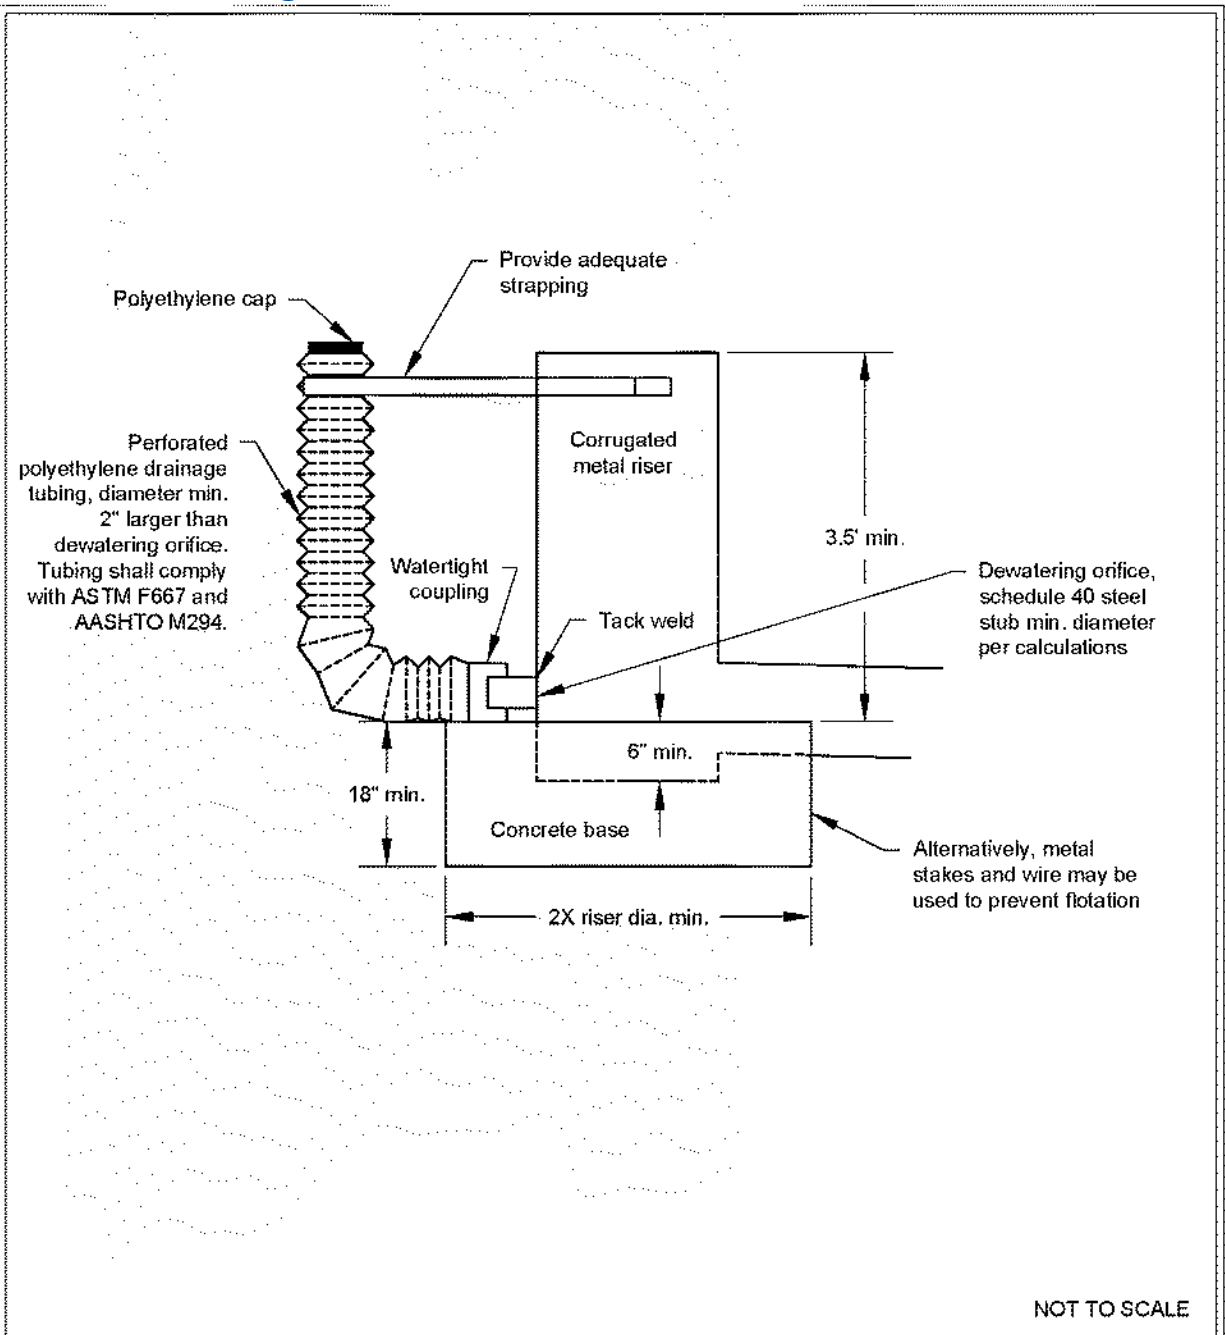 Provide adequate
strapping
Polyethylene cap
Corrugated
metal riser
Perforated
polyethylene drainage
tubing, diameter min.
2" larger than
dewatering orifice.
Tubing shall comply
with ASTM F667 and
AASHTO M294.
3.5' min.
Watertight
coupling
Tack weld
Dewatering orifice,
schedule 40 steel
stub min. diameter
per calculations
6" min.
18" min.
Concrete base
Alternatively, metal
stakes and wire may be
used to prevent flotation
2X riser dia. min.
NOT TO SCALE